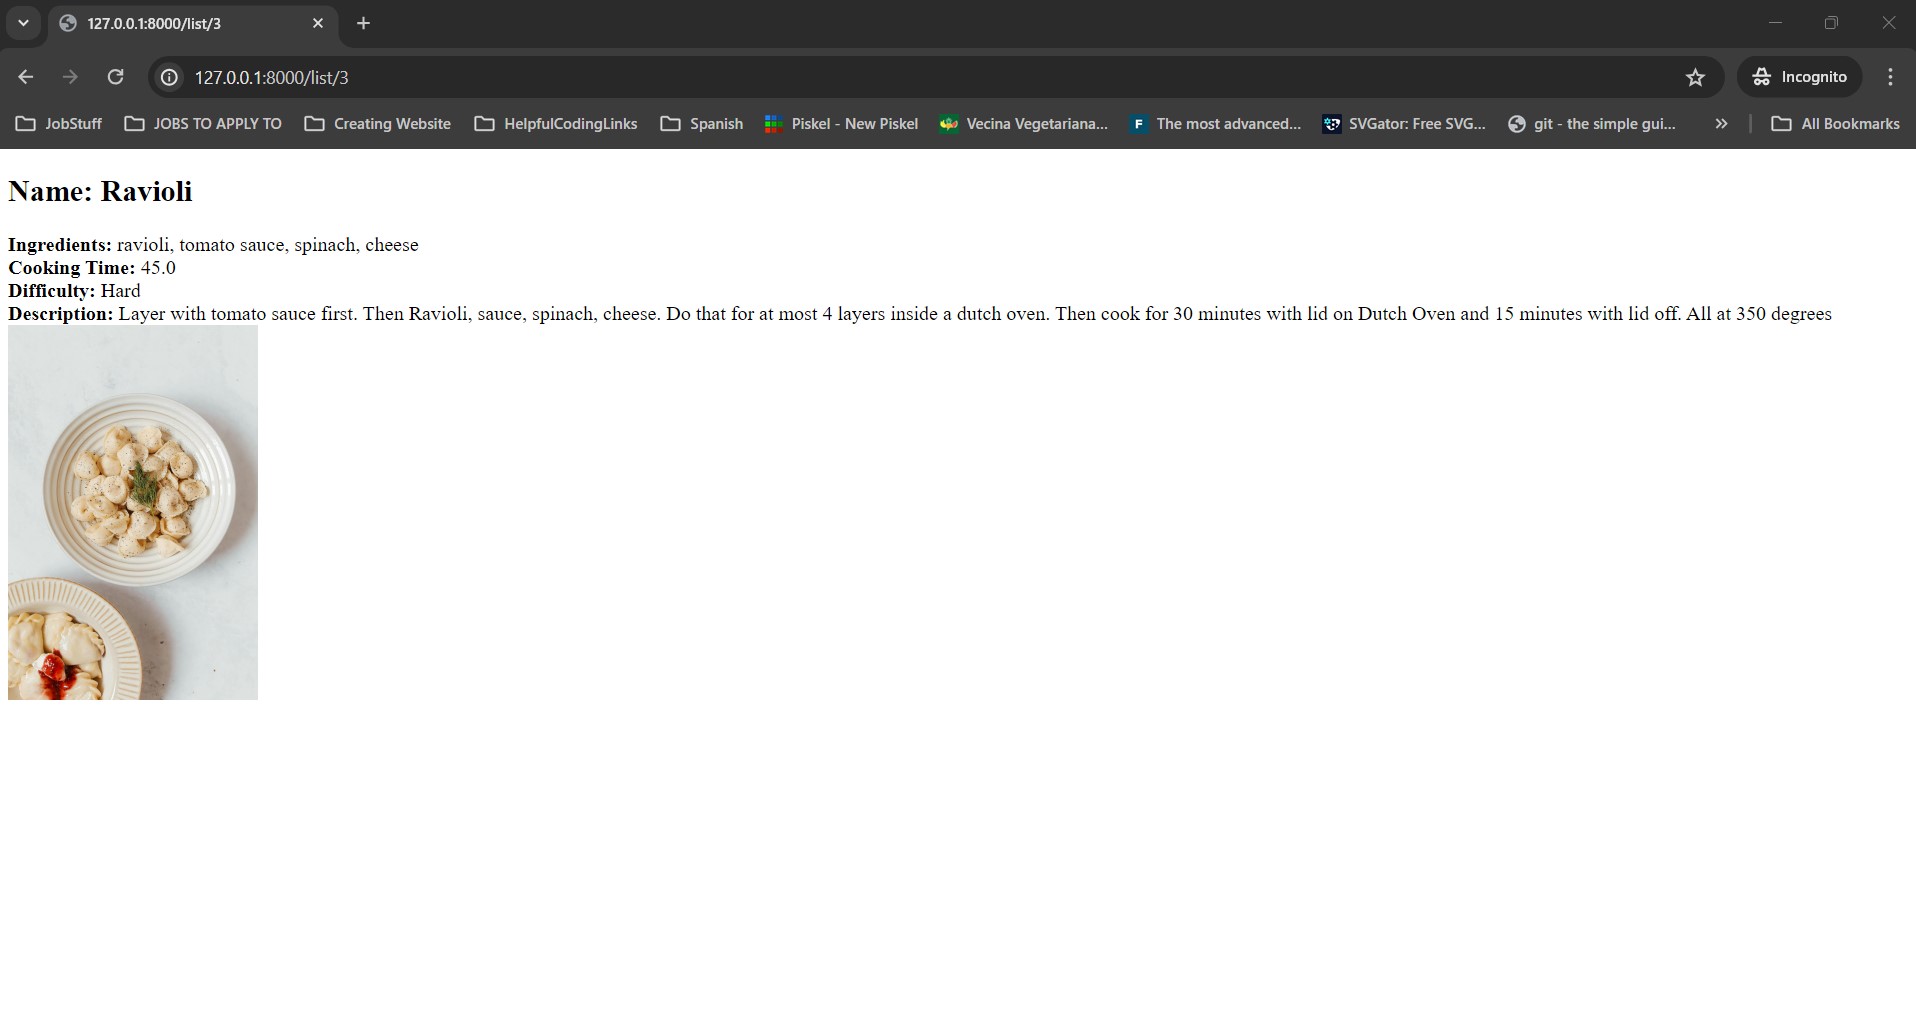 127.0.0.1:8000/list/3
127.0.0.1:8000/list/3
Incognito
JobStuff JOBS TO APPLY TO Creating Website HelpfulCodingLinks Spanish Piskel - New Piskel Vecina Vegetariana... F The most advanced... SVGator: Free SVG... git - the simple gui... » All Bookmarks
Name: Ravioli
Ingredients: ravioli, tomato sauce, spinach, cheese
Cooking Time: 45.0
Difficulty: Hard
Description: Layer with tomato sauce first. Then Ravioli, sauce, spinach, cheese. Do that for at most 4 layers inside a dutch oven. Then cook for 30 minutes with lid on Dutch Oven and 15 minutes with lid off. All at 350 degrees